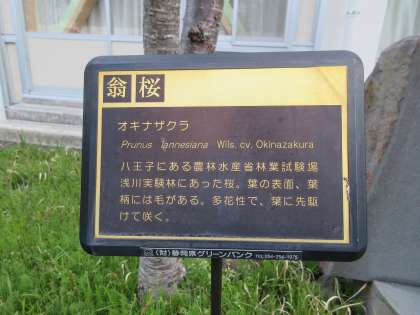 翁桜
オキナザクラ
Prunus lannesiana Wils. cv. Okinazakura
八王子にある農林水産省林業試験場
浅川実験林にあった桜。葉の表面、葉
柄には毛がある。多花性で、葉に先駆
けて咲く。
(財)静岡県グリーンバンク